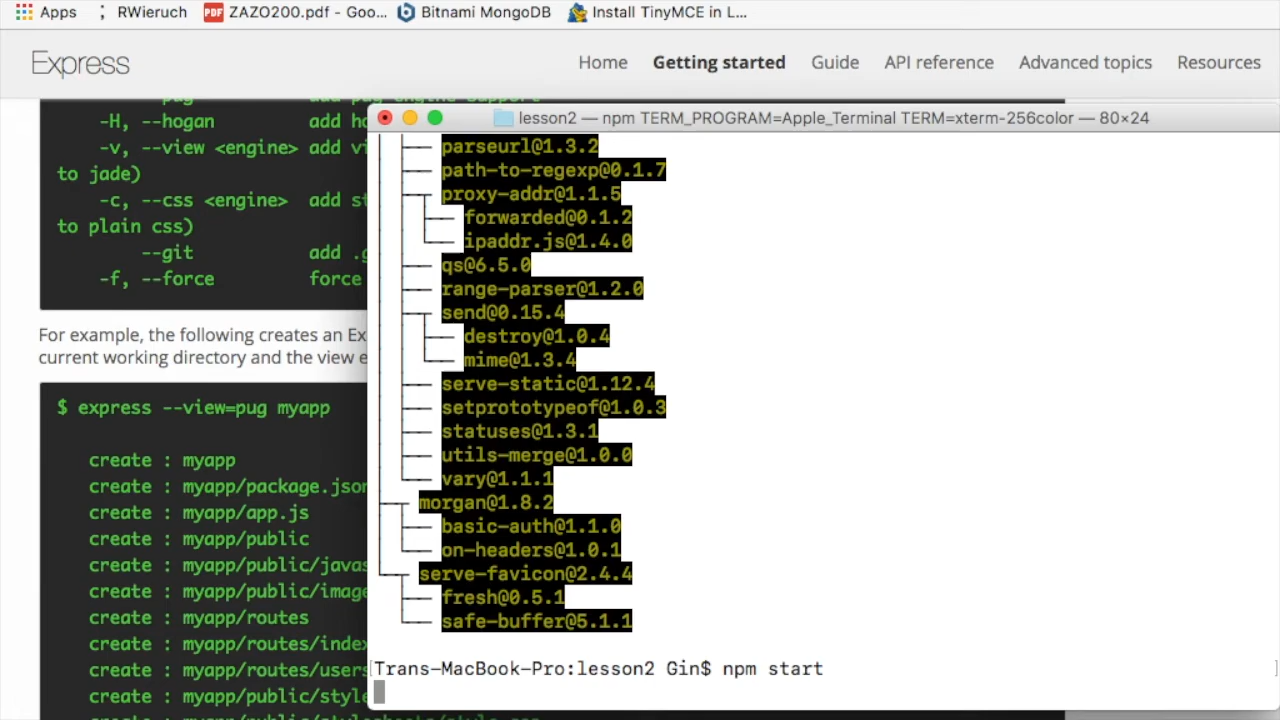 Apps
RWieruch
PDF
ZAZO200.pdf - Goo...
Bitnami MongoDB
Install TinyMCE in L...
Express
Home
Getting started
Guide
API reference
Advanced topics
Resources
-H, --hogan add ho
-v, --view <engine> add vi
to jade)
-c, --css <engine> add st
to plain css)
--git add .g
-f, --force force
For example, the following creates an Ex
current working directory and the view e
$ express --view=pug myapp
create : myapp
create : myapp/package.json
create : myapp/app.js
create : myapp/public
create : myapp/public/javas
create : myapp/public/image
create : myapp/routes
create : myapp/routes/index
create : myapp/routes/users
create : myapp/public/style
lesson2 — npm TERM_PROGRAM=Apple_Terminal TERM=xterm-256color — 80×24
parseurl@1.3.2
path-to-regexp@0.1.7
proxy-addr@1.1.5
forwarded@0.1.2
ipaddr.js@1.4.0
qs@6.5.0
range-parser@1.2.0
send@0.15.4
destroy@1.0.4
mime@1.3.4
serve-static@1.12.4
setprototypeof@1.0.3
statuses@1.3.1
utils-merge@1.0.0
vary@1.1.1
morgan@1.8.2
basic-auth@1.1.0
on-headers@1.0.1
serve-favicon@2.4.4
fresh@0.5.1
safe-buffer@5.1.1
[Trans-MacBook-Pro:lesson2 Gin$ npm start ]